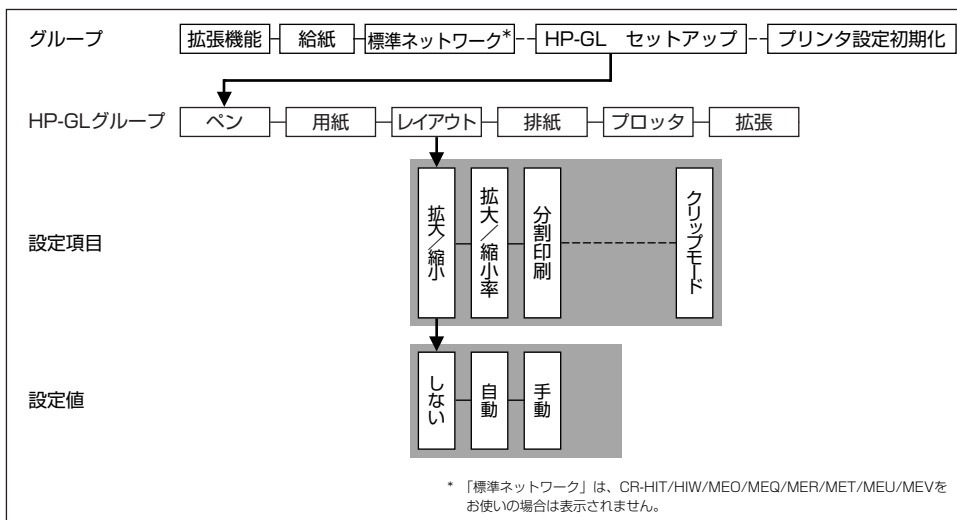 グループ 拡張機能 給紙 標準ネットワーク* HP-GL セットアップ プリンタ設定初期化
HP-GLグループ ペン 用紙 レイアウト 排紙 プロッタ 拡張
設定項目 拡大／縮小 拡大／縮小率 分割印刷 クリップモード
設定値 しない 自動 手動
* 「標準ネットワーク」は、CR-HIT/HIW/MEO/MEQ/MER/MET/MEU/MEVを
お使いの場合は表示されません。